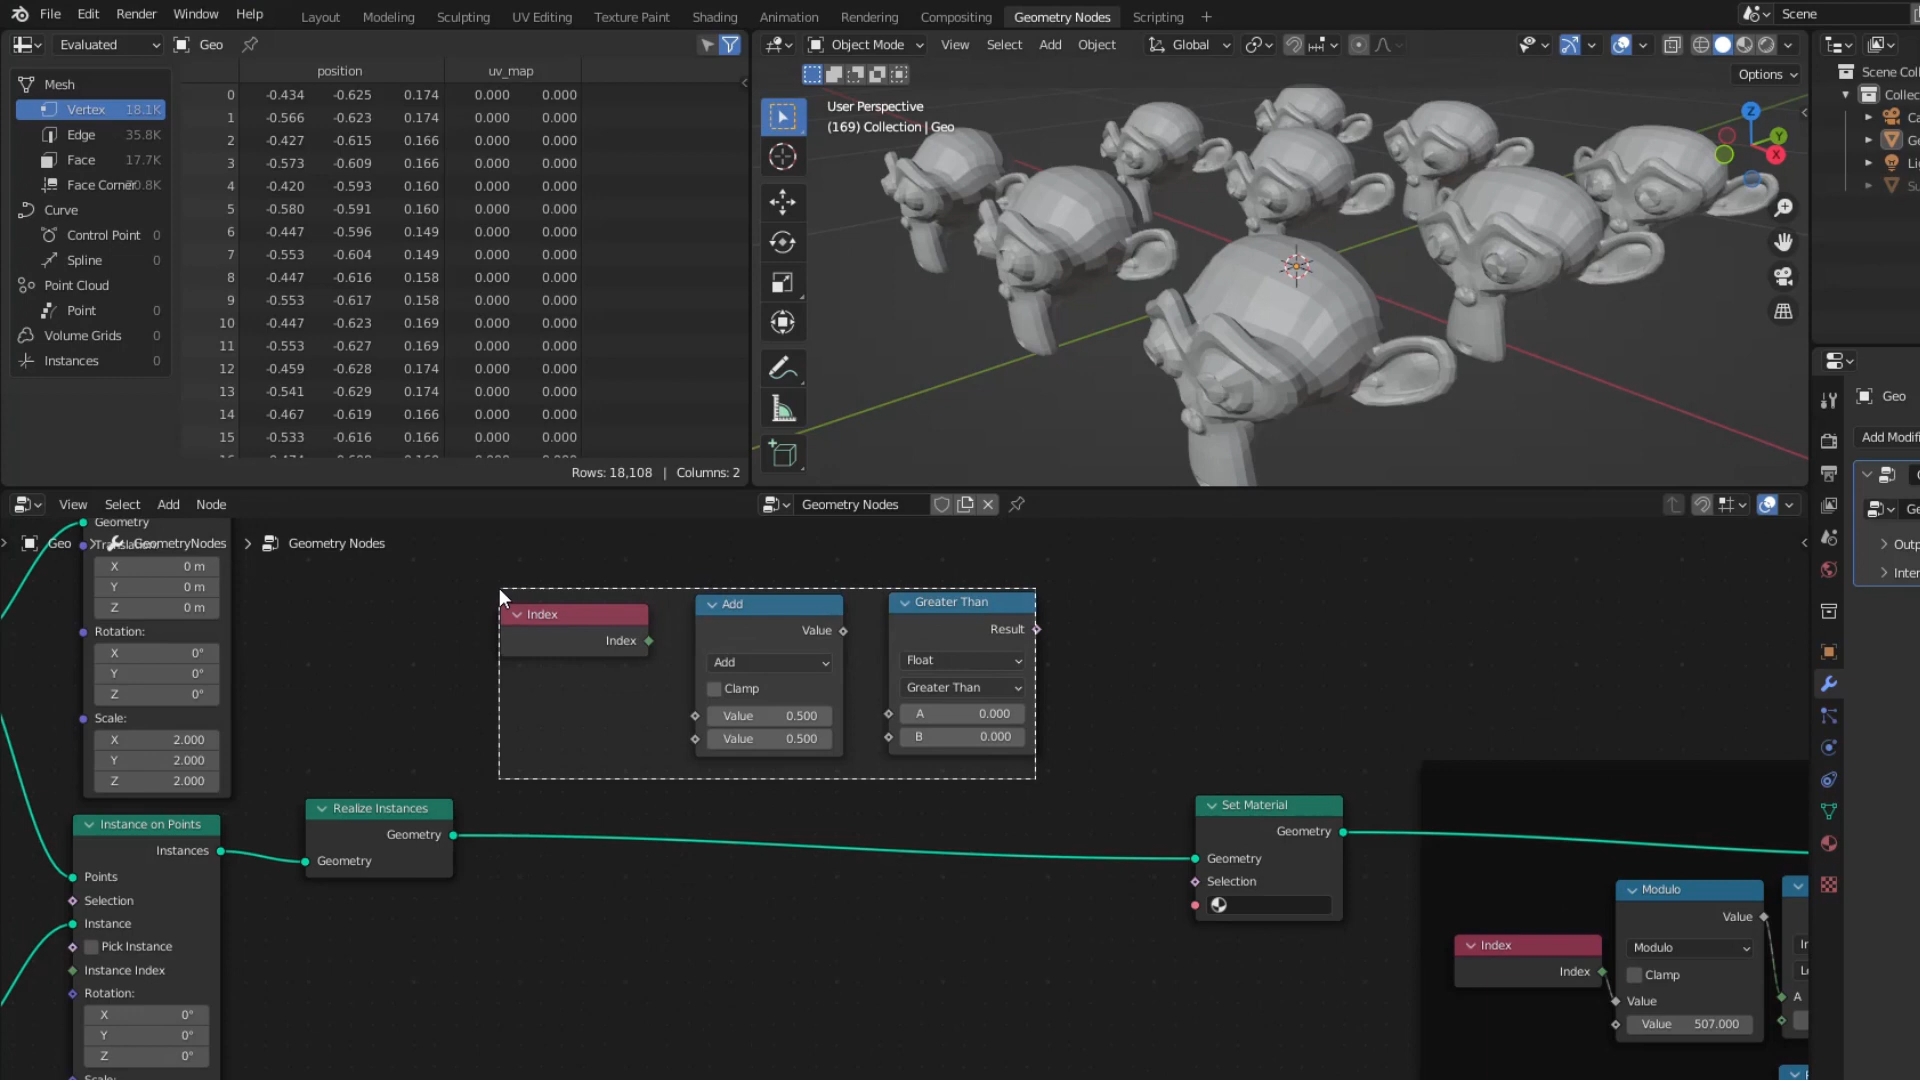 File Edit Render Window Help Layout Modeling Sculpting UV Editing Texture Paint Shading Animation Rendering Compositing Geometry Nodes Scripting + Scene
Evaluated Geo
position uv_map
Mesh
Vertex 18.1K
Edge 35.8K
Face 17.7K
Face Corner
Curve
Control Point 0
Spline 0
Point Cloud
Point 0
Volume Grids 0
Instances 0
0 -0.434 -0.625 0.174 0.000 0.000
1 -0.566 -0.623 0.174 0.000 0.000
2 -0.427 -0.615 0.166 0.000 0.000
3 -0.573 -0.609 0.166 0.000 0.000
4 -0.420 -0.593 0.160 0.000 0.000
5 -0.580 -0.591 0.160 0.000 0.000
6 -0.447 -0.596 0.149 0.000 0.000
7 -0.553 -0.604 0.149 0.000 0.000
8 -0.447 -0.616 0.158 0.000 0.000
9 -0.553 -0.617 0.158 0.000 0.000
10 -0.447 -0.623 0.169 0.000 0.000
11 -0.553 -0.627 0.169 0.000 0.000
12 -0.459 -0.628 0.174 0.000 0.000
13 -0.541 -0.629 0.174 0.000 0.000
14 -0.467 -0.619 0.166 0.000 0.000
15 -0.533 -0.616 0.166 0.000 0.000
Rows: 18,108 | Columns: 2
Object Mode View Select Add Object Global
Options
User Perspective
(169) Collection | Geo
Z
Y
X
Scene Coll
Collec
Ca
Ge
Li
Su
Geo
Add Modifi
Ge
Outp
Inter
View Select Add Node Geometry Nodes
Geometry
Geo > GeometryNodes > Geometry Nodes
X 0 m
Y 0 m
Z 0 m
Rotation:
X 0°
Y 0°
Z 0°
Scale:
X 2.000
Y 2.000
Z 2.000
Instance on Points
Instances
Points
Selection
Instance
Pick Instance
Instance Index
Rotation:
X 0°
Y 0°
Z 0°
Scale:
Realize Instances
Geometry
Geometry
Index
Index
Add
Value
Add
Clamp
Value 0.500
Value 0.500
Greater Than
Result
Float
Greater Than
A 0.000
B 0.000
Set Material
Geometry
Geometry
Selection
Index
Index
Modulo
Value
Modulo
Clamp
Value
Value 507.000
A